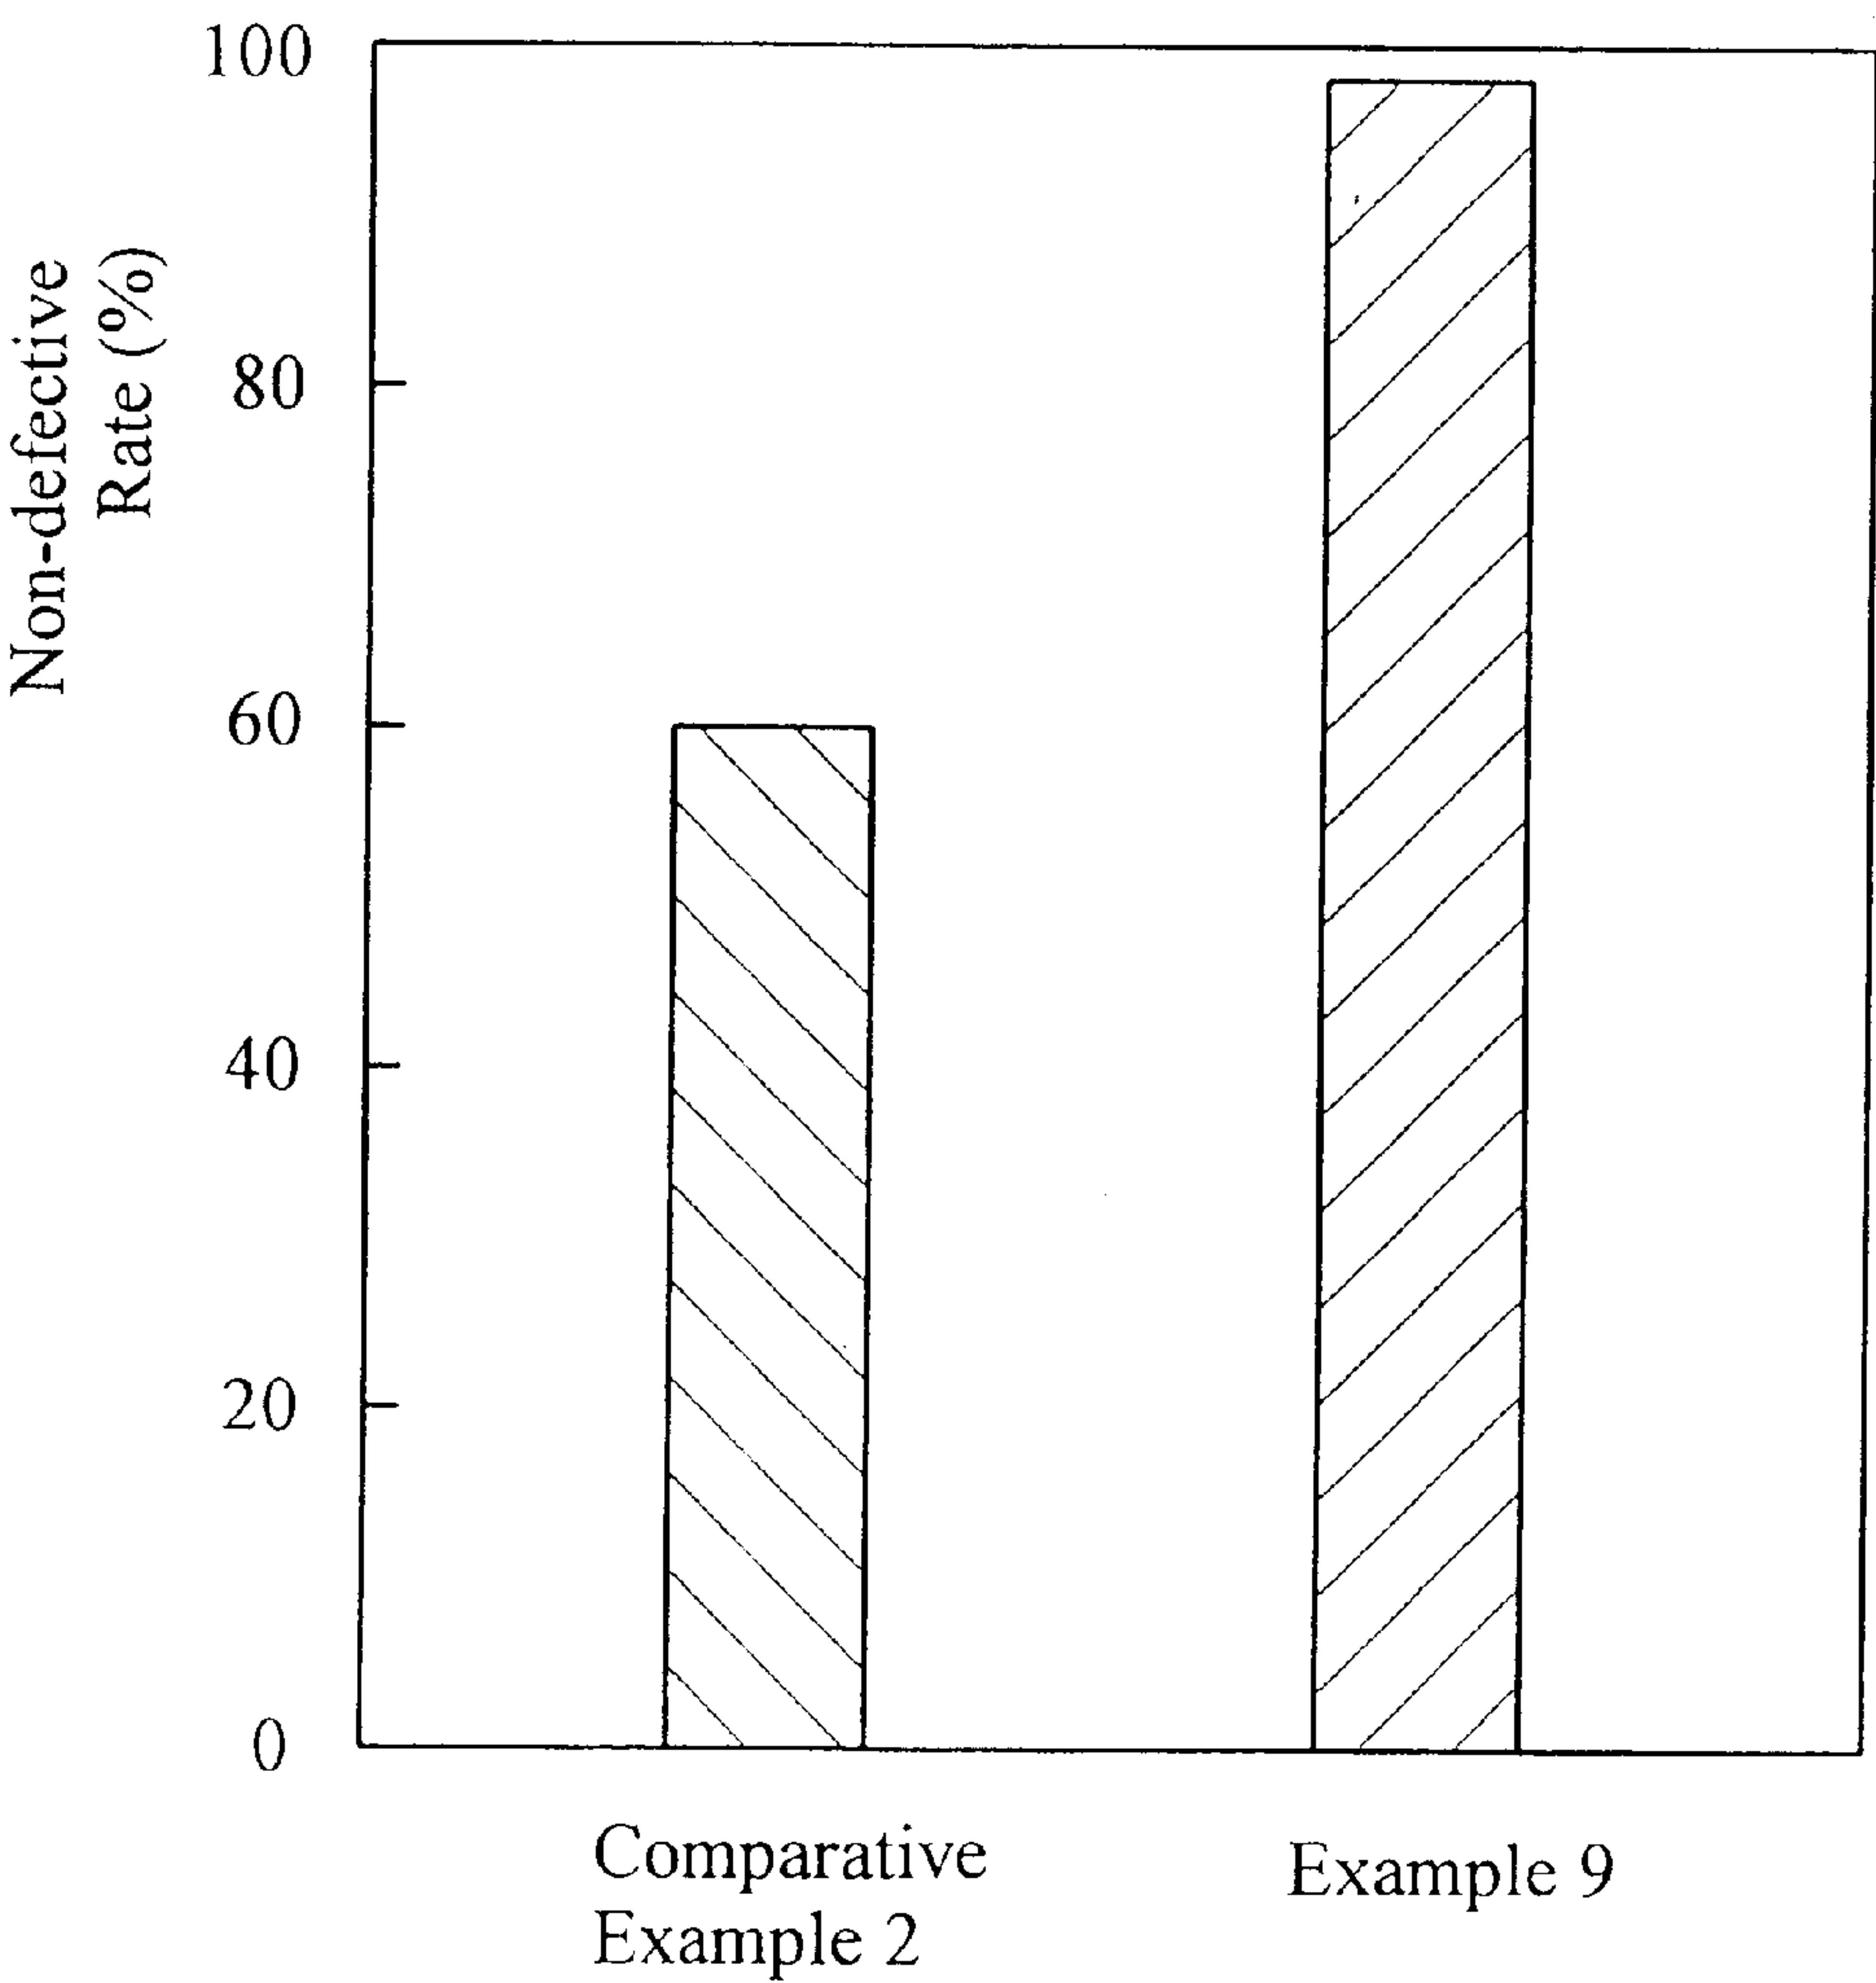 Non-defective
Rate (%)
100
80
60
40
20
0
Comparative
Example 2
Example 9